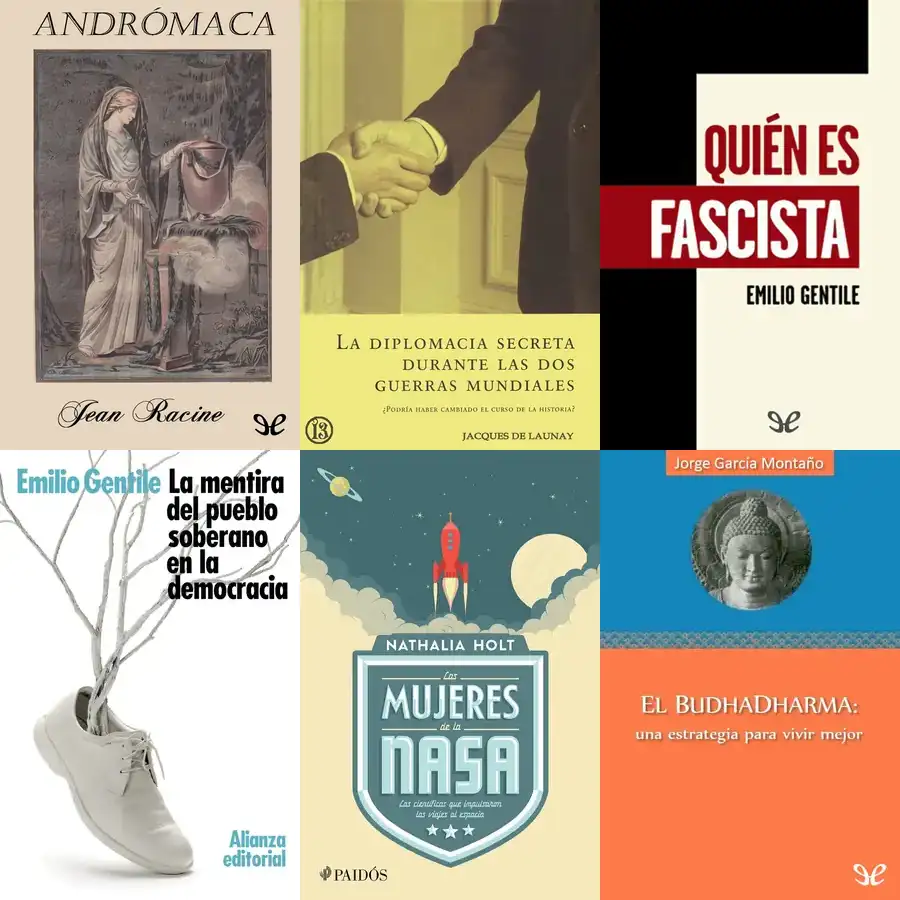 ANDRÓMACA
Jean Racine
LA DIPLOMACIA SECRETA
DURANTE LAS DOS
GUERRAS MUNDIALES
¿PODRÍA HABER CAMBIADO EL CURSO DE LA HISTORIA?
13
JACQUES DE LAUNAY
QUIÉN ES
FASCISTA
EMILIO GENTILE
Emilio Gentile La mentira
del pueblo
soberano
en la
democracia
Alianza
editorial
NATHALIA HOLT
Las
MUJERES
de la
NASA
Las científicas que impulsaron
los viajes al espacio
PAIDÓS
Jorge García Montaño
EL BUDHADHARMA:
una estrategia para vivir mejor